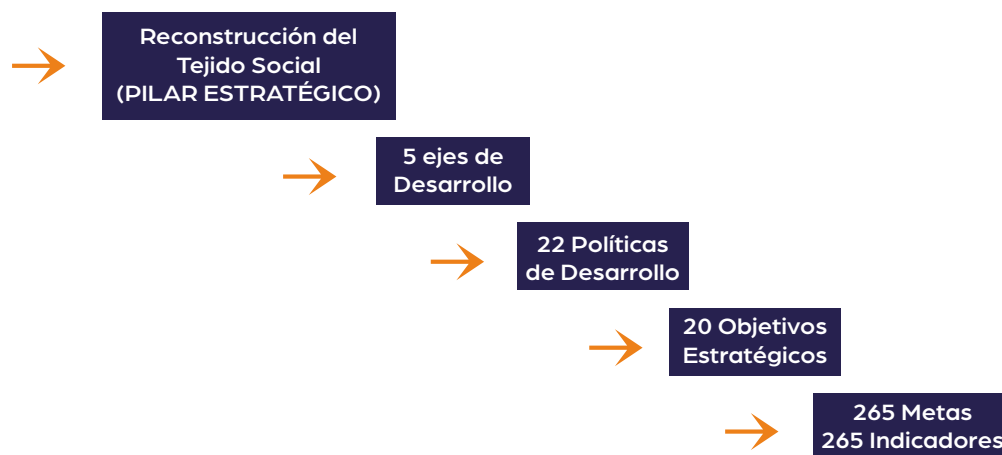 Reconstrucción del
Tejido Social
(PILAR ESTRATÉGICO)
5 ejes de
Desarrollo
22 Políticas
de Desarrollo
20 Objetivos
Estratégicos
265 Metas
265 Indicadores